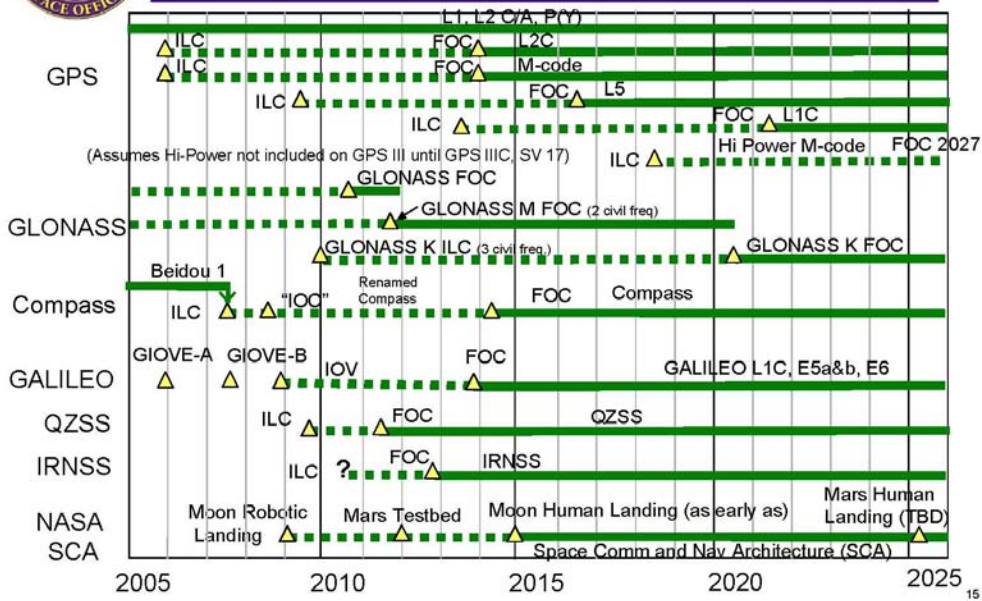 ACE OFFIC
L1, L2 C/A, P(Y)
ILC FOC L2C
GPS
ILC FOC M-code
ILC FOC L5
ILC FOC L1C
Hi Power M-code FOC 2027
(Assumes Hi-Power not included on GPS III until GPS IIIC, SV 17) ILC
GLONASS FOC
GLONASS
GLONASS M FOC (2 civil freq)
GLONASS K ILC (3 civil freq.) GLONASS K FOC
Beidou 1
Compass
ILC "IOC" Renamed
Compass
FOC Compass
GIOVE-A GIOVE-B FOC
GALILEO
IOV GALILEO L1C, E5a&b, E6
QZSS
ILC FOC QZSS
IRNSS
ILC ? FOC IRNSS
NASA
SCA
Moon Robotic
Landing
Mars Testbed
Moon Human Landing (as early as)
Mars Human
Landing (TBD)
Space Comm and Nav Architecture (SCA)
2005 2010 2015 2020 2025
15